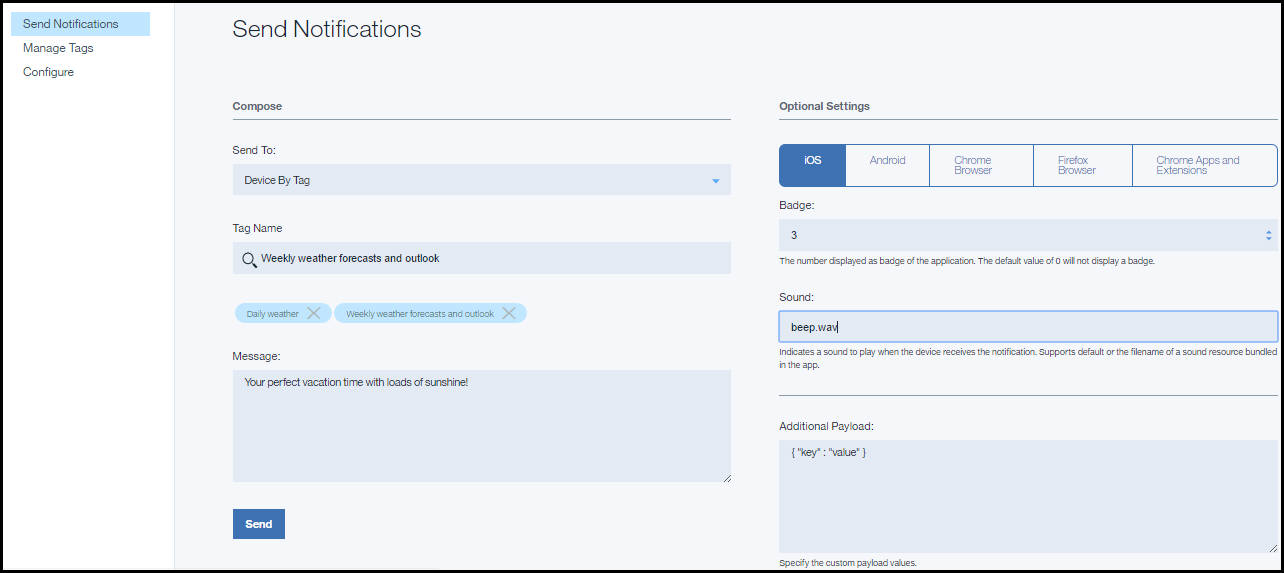 Send Notifications
Manage Tags
Configure
Send Notifications
Compose
Send To:
Device By Tag
Tag Name
Weekly weather forecasts and outlook
Daily weather
Weekly weather forecasts and outlook
Message:
Your perfect vacation time with loads of sunshine!
Send
Optional Settings
iOS
Android
Chrome
Browser
Firefox
Browser
Chrome Apps and
Extensions
Badge:
3
The number displayed as badge of the application. The default value of 0 will not display a badge.
Sound:
beep.wav
Indicates a sound to play when the device receives the notification. Supports default or the filename of a sound resource bundled
in the app.
Additional Payload:
{ "key" : "value" }
Specify the custom payload values.